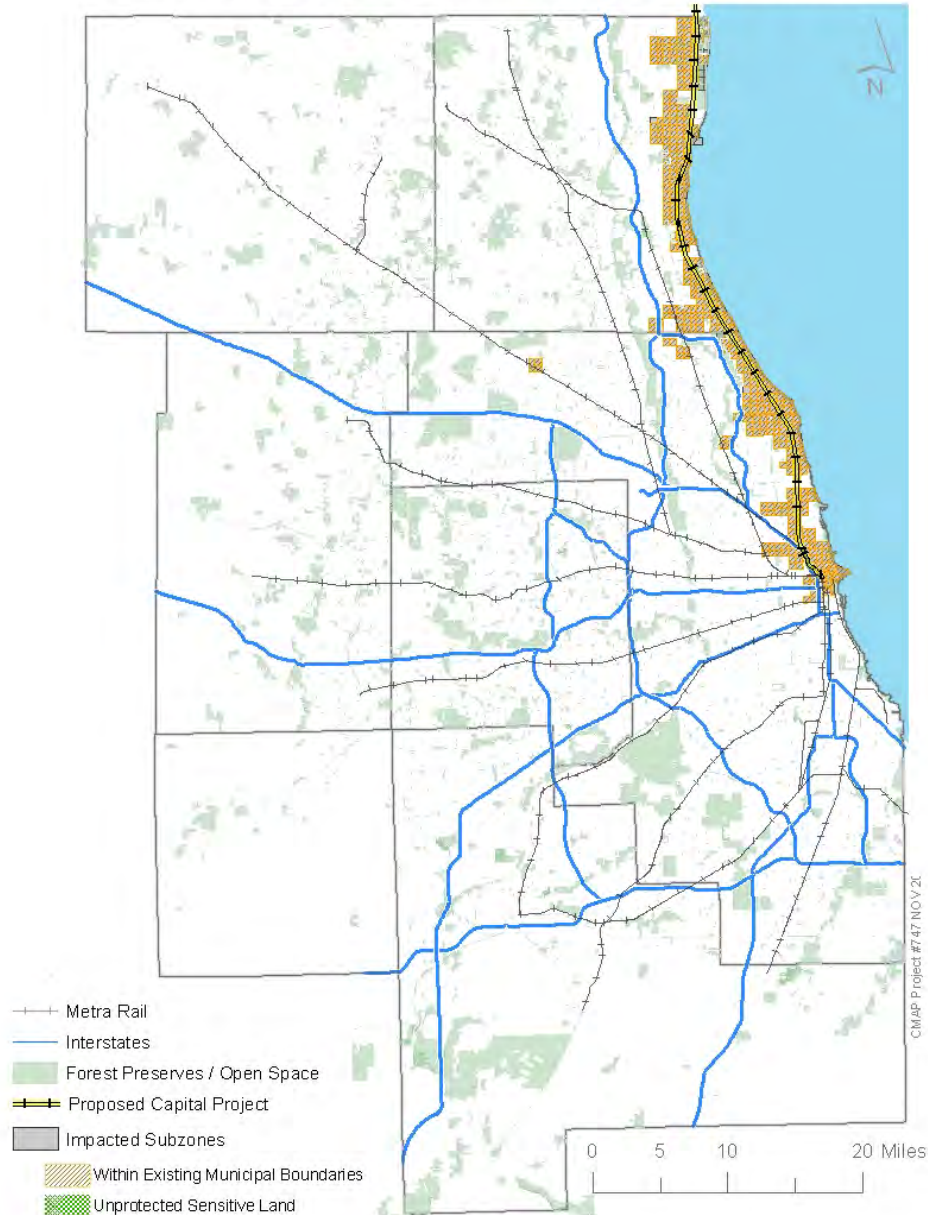 N
CMAP Project #747 NOV 20
Metra Rail
Interstates
Forest Preserves / Open Space
Proposed Capital Project
Impacted Subzones
Within Existing Municipal Boundaries
Unprotected Sensitive Land
0 5 10 20 Miles